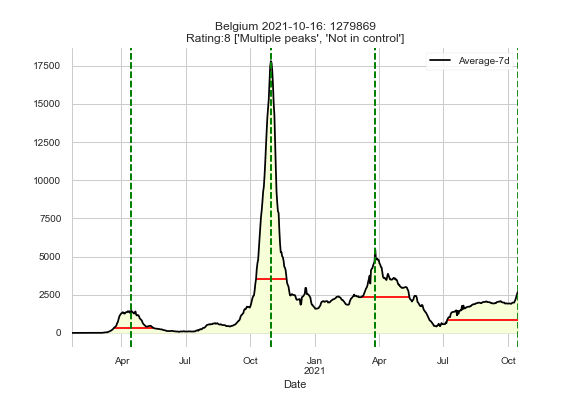 Belgium 2021-10-16: 1279869
Rating:8 ['Multiple peaks', 'Not in control']
Average-7d
17500
15000
12500
10000
7500
5000
2500
0
Apr Jul Oct Jan Apr Jul Oct
2021
Date